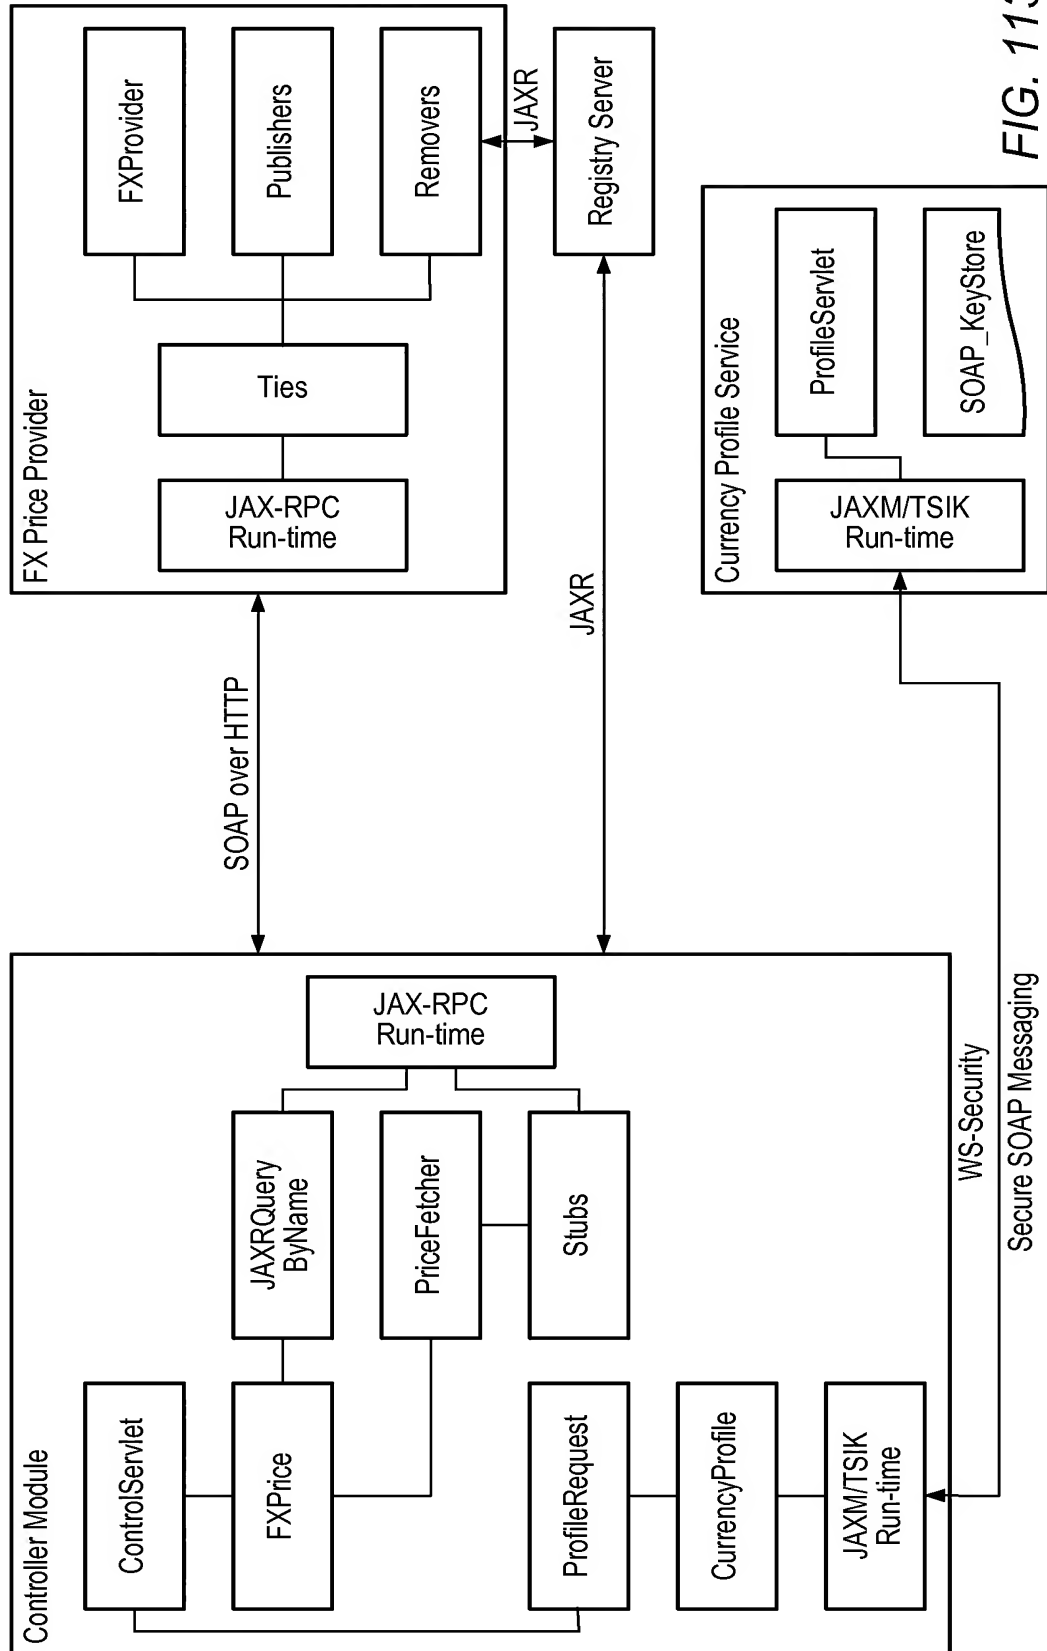 Controller Module
ControlServlet
FXPrice
JAXRQuery
ByName
PriceFetcher
Stubs
JAX-RPC
Run-time
ProfileRequest
CurrencyProfile
JAXM/TSIK
Run-time
SOAP over HTTP
JAXR
WS-Security
Secure SOAP Messaging
FX Price Provider
JAX-RPC
Run-time
Ties
FXProvider
Publishers
Removers
JAXR
Registry Server
Currency Profile Service
JAXM/TSIK
Run-time
ProfileServlet
SOAP_KeyStore
FIG. 113